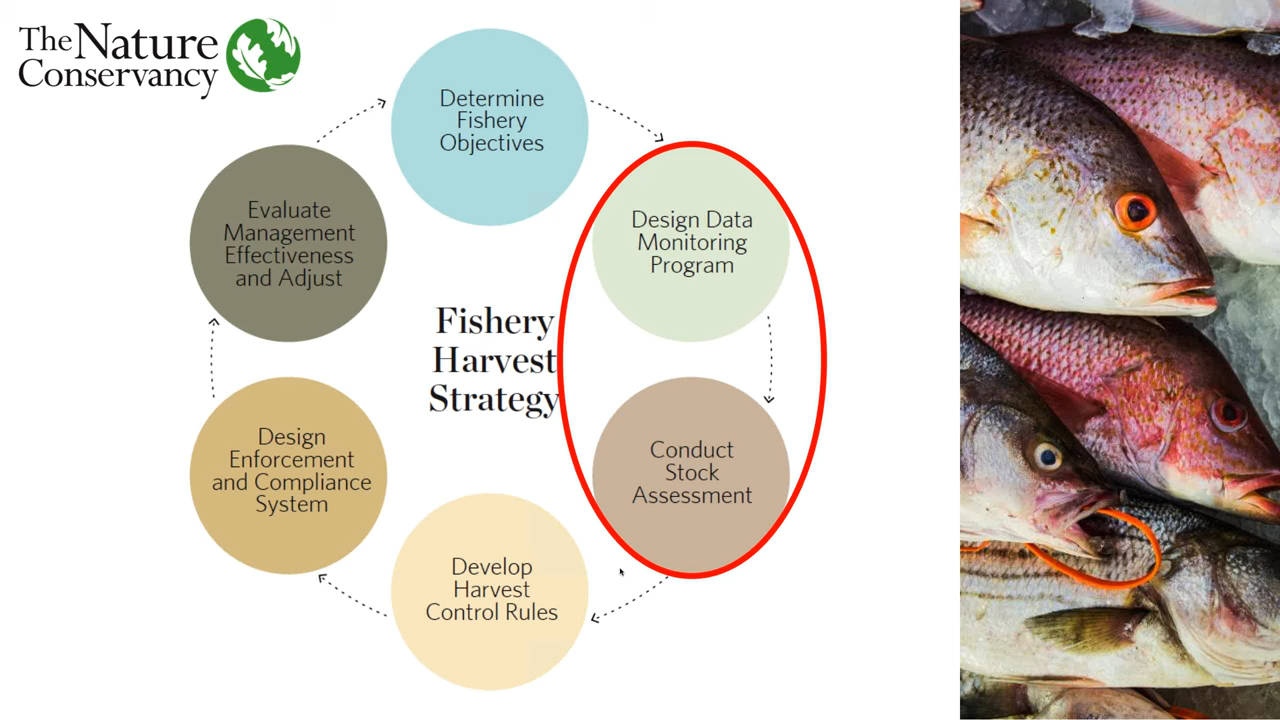 The Nature
Conservancy
Determine
Fishery
Objectives
Design Data
Monitoring
Program
Conduct
Stock
Assessment
Develop
Harvest
Control Rules
Design
Enforcement
and Compliance
System
Evaluate
Management
Effectiveness
and Adjust
Fishery
Harvest
Strategy